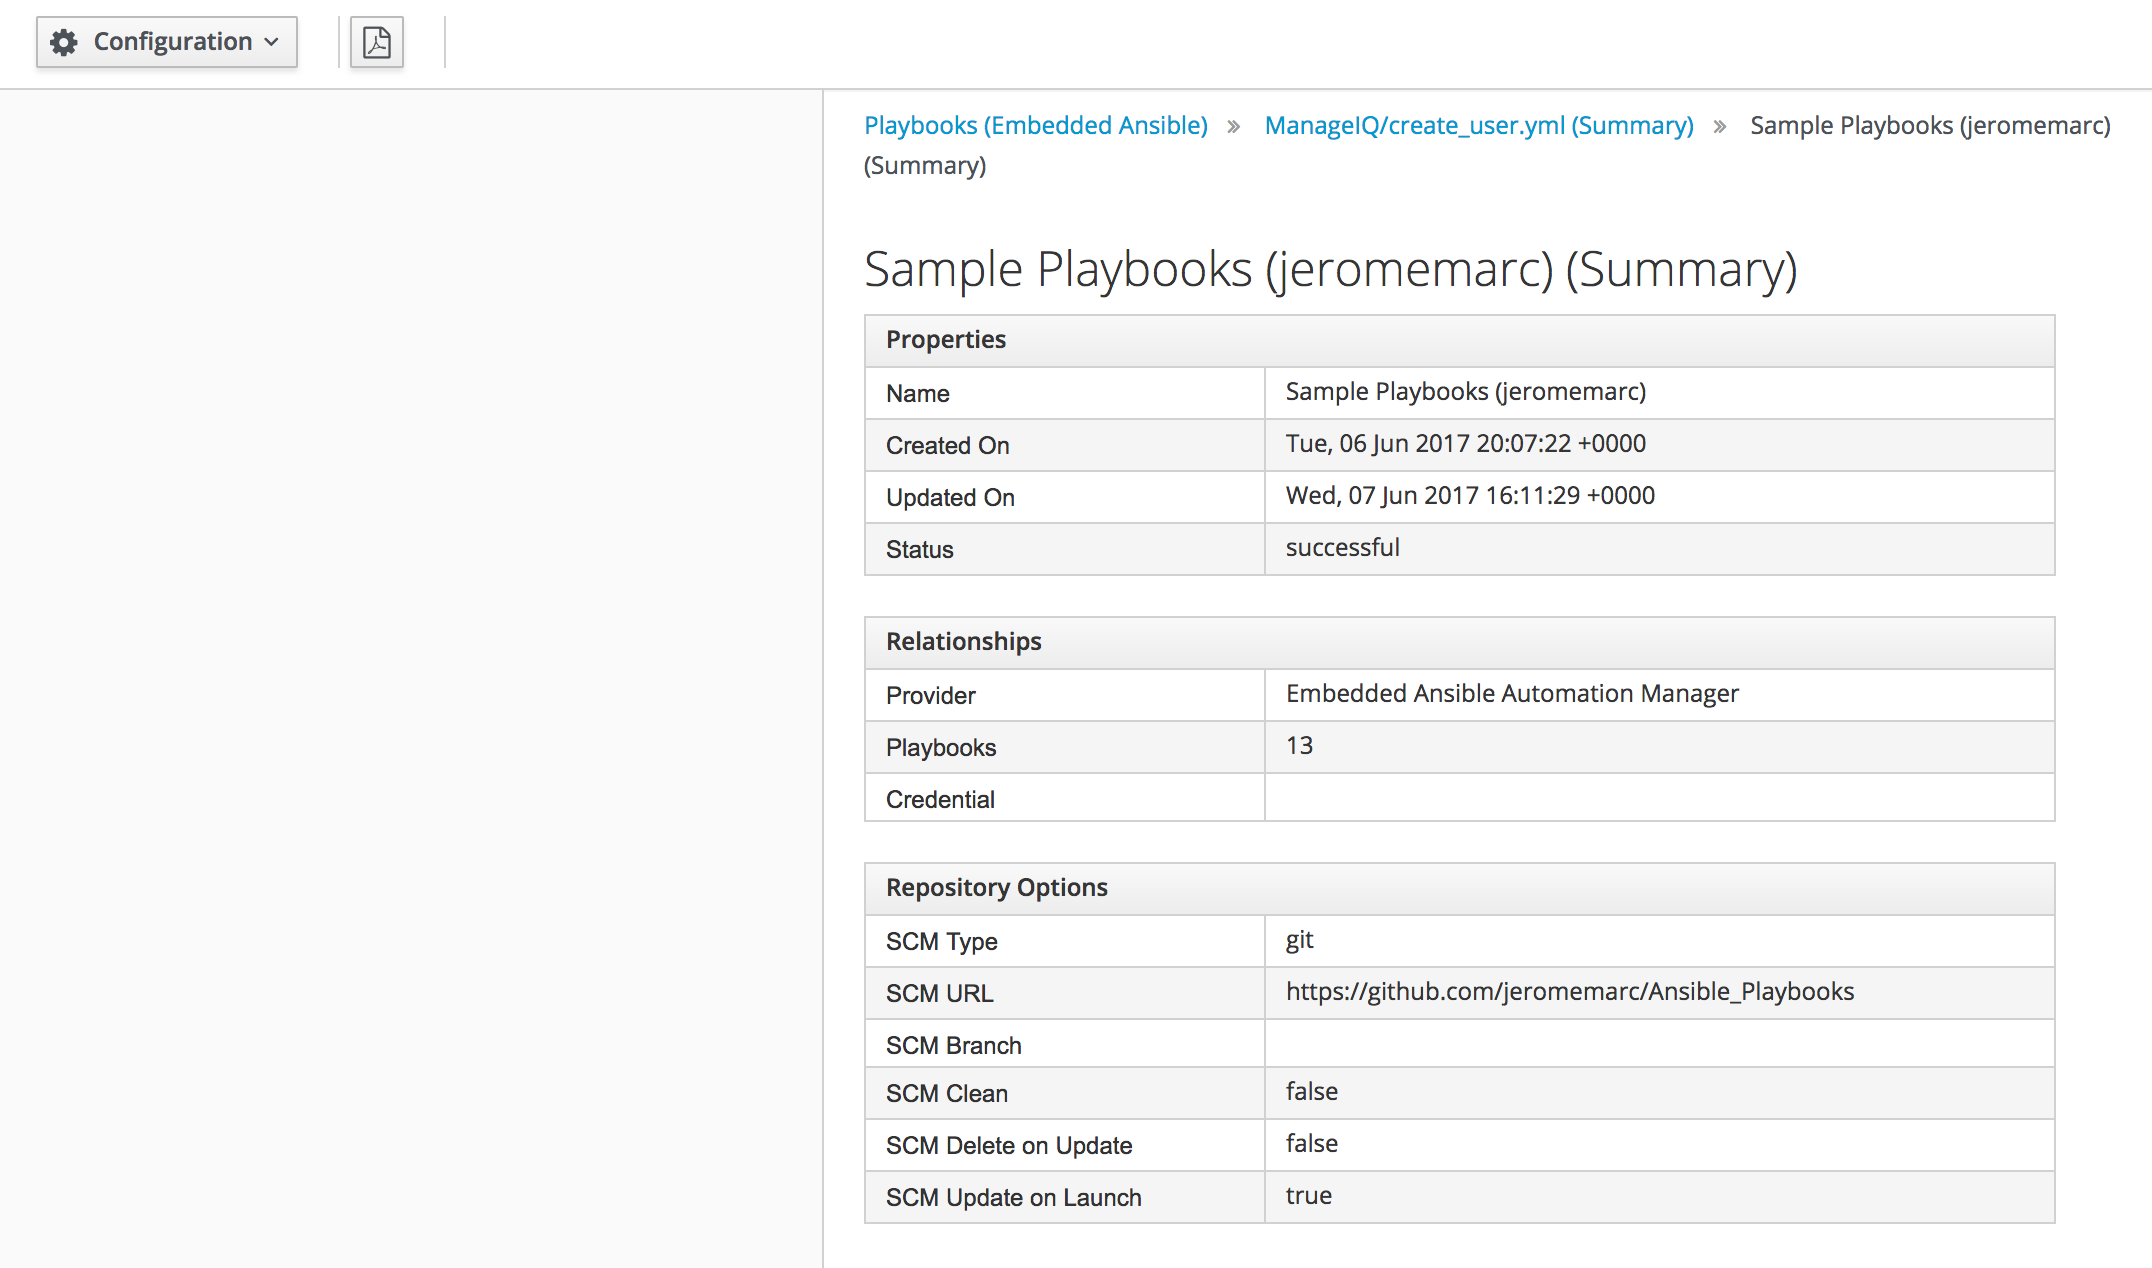 Configuration
Playbooks (Embedded Ansible) » ManageIQ/create_user.yml (Summary) » Sample Playbooks (jeromemarc)
(Summary)
Sample Playbooks (jeromemarc) (Summary)
Properties
Name Sample Playbooks (jeromemarc)
Created On Tue, 06 Jun 2017 20:07:22 +0000
Updated On Wed, 07 Jun 2017 16:11:29 +0000
Status successful
Relationships
Provider Embedded Ansible Automation Manager
Playbooks 13
Credential
Repository Options
SCM Type git
SCM URL https://github.com/jeromemarc/Ansible_Playbooks
SCM Branch
SCM Clean false
SCM Delete on Update false
SCM Update on Launch true